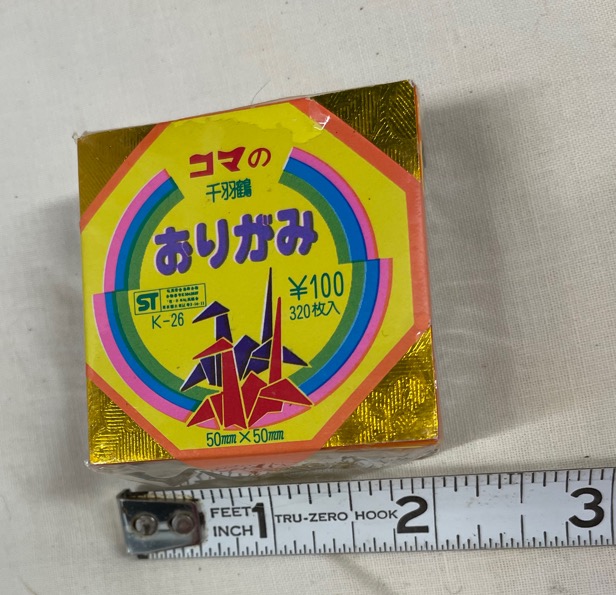 コマの
千羽鶴
おりがみ
ST
K-26
¥100
320枚入
50mm×50mm
FEET
INCH
1
TRU-ZERO HOOK
2
3